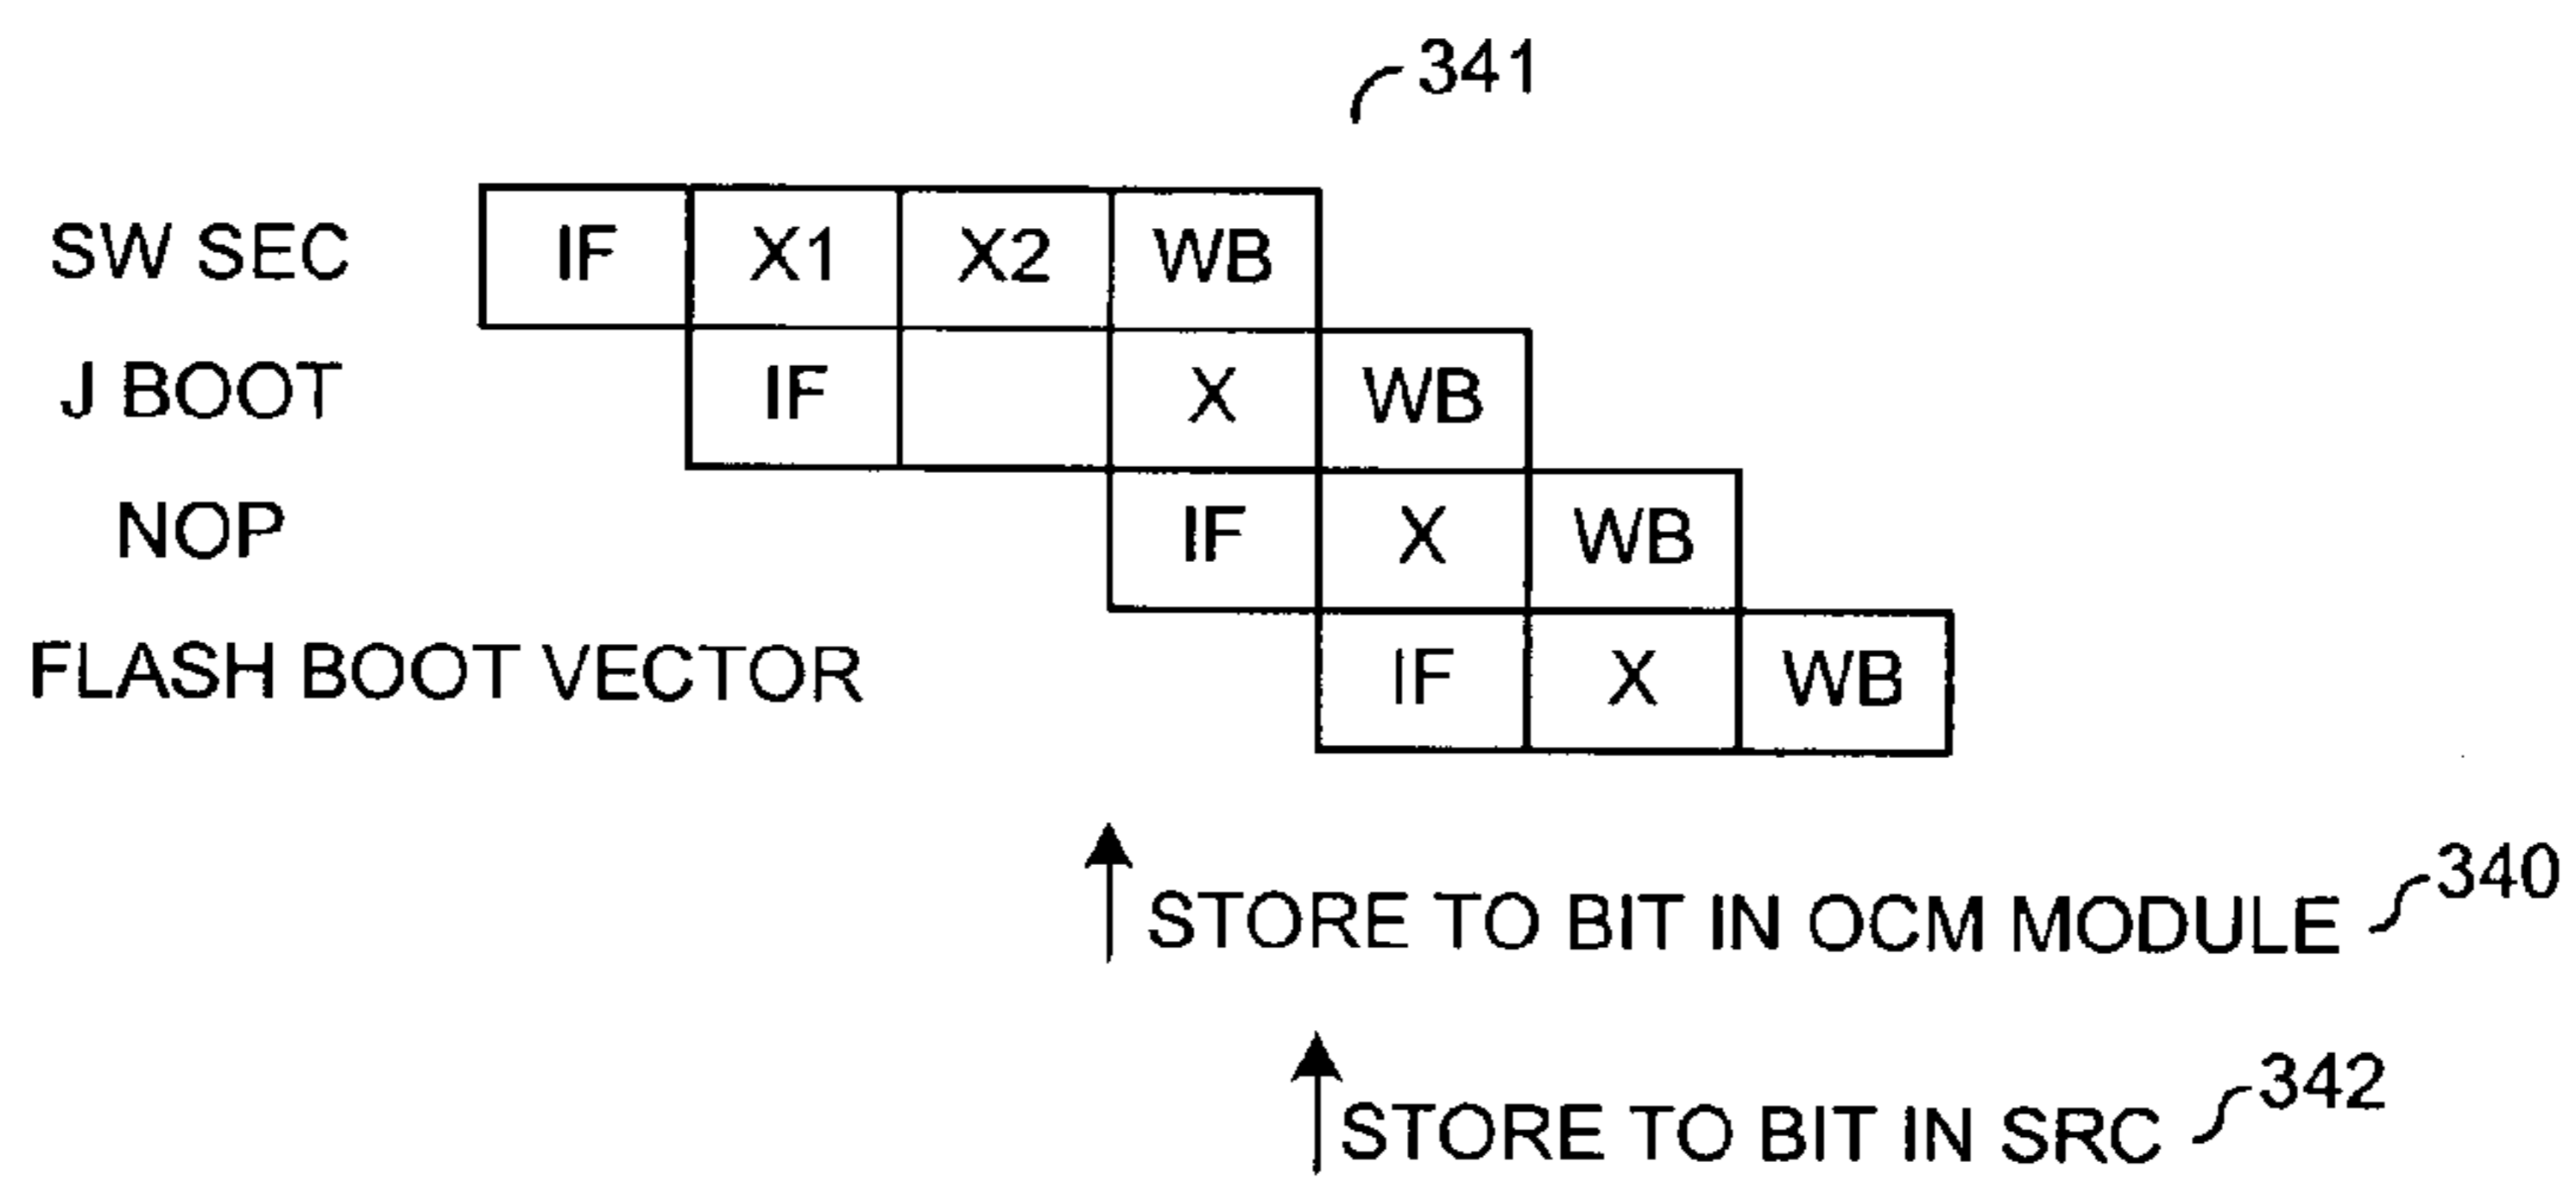 341
SW SEC IF X1 X2 WB
J BOOT IF X WB
NOP IF X WB
FLASH BOOT VECTOR IF X WB
STORE TO BIT IN OCM MODULE 340
STORE TO BIT IN SRC 342